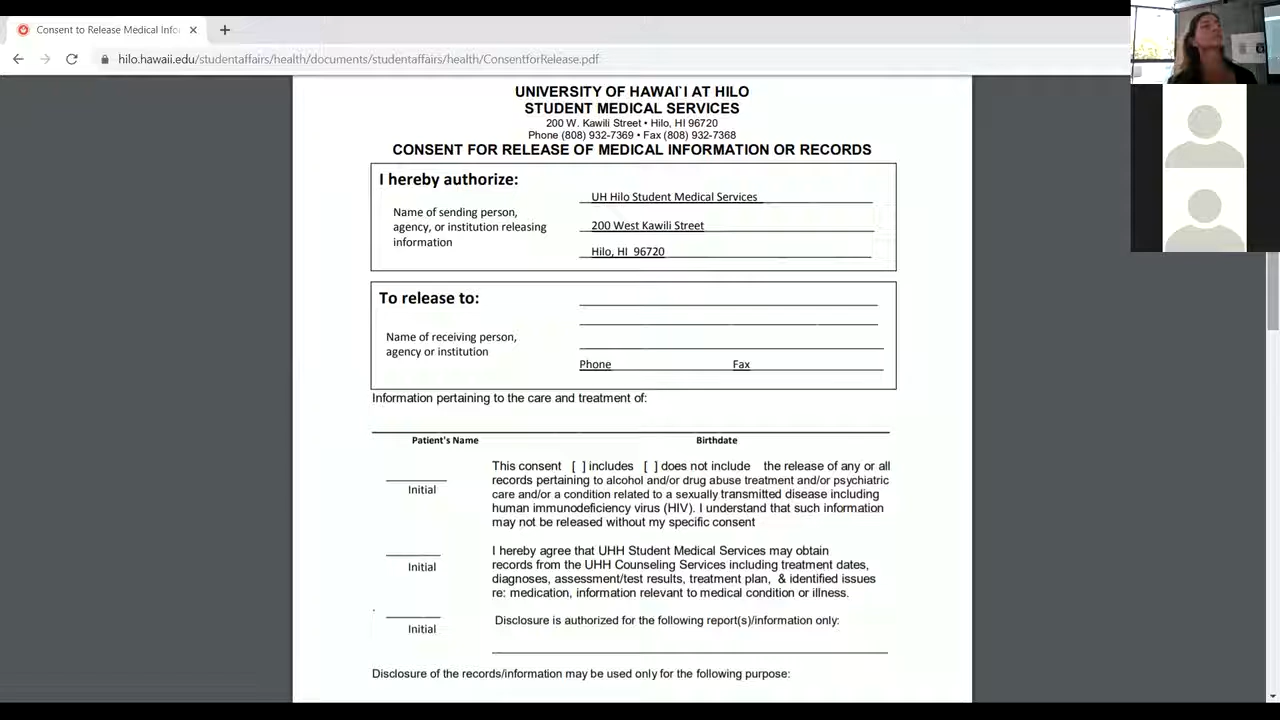 Consent to Release Medical Info
hilo.hawaii.edu/studentaffairs/health/documents/studentaffairs/health/ConsentforRelease.pdf
UNIVERSITY OF HAWAI`I AT HILO
STUDENT MEDICAL SERVICES
200 W. Kawili Street • Hilo, HI 96720
Phone (808) 932-7369 • Fax (808) 932-7368
CONSENT FOR RELEASE OF MEDICAL INFORMATION OR RECORDS
I hereby authorize:
UH Hilo Student Medical Services
Name of sending person,
agency, or institution releasing
information
200 West Kawili Street
Hilo, HI 96720
To release to:
Name of receiving person,
agency or institution
Phone Fax
Information pertaining to the care and treatment of:
Patient's Name Birthdate
This consent [ ] includes [ ] does not include the release of any or all
records pertaining to alcohol and/or drug abuse treatment and/or psychiatric
care and/or a condition related to a sexually transmitted disease including
human immunodeficiency virus (HIV). I understand that such information
may not be released without my specific consent
Initial
I hereby agree that UHH Student Medical Services may obtain
records from the UHH Counseling Services including treatment dates,
diagnoses, assessment/test results, treatment plan, & identified issues
re: medication, information relevant to medical condition or illness.
Initial
Disclosure is authorized for the following report(s)/information only:
Initial
Disclosure of the records/information may be used only for the following purpose: